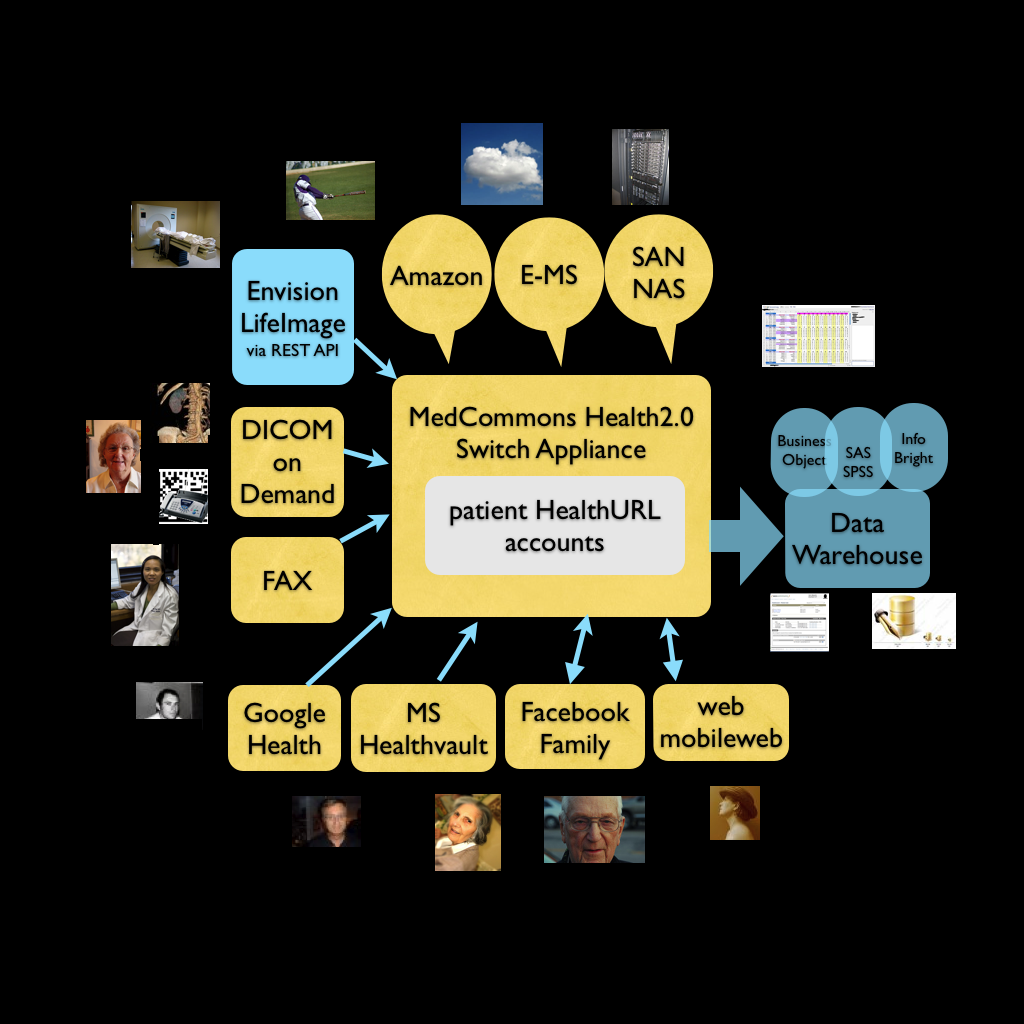 Amazon
E-MS
SAN
NAS
Envision
LifeImage
via REST API
DICOM
on
Demand
FAX
MedCommons Health2.0
Switch Appliance
patient HealthURL
accounts
Business
Object
SAS
SPSS
Info
Bright
Data
Warehouse
Google
Health
MS
Healthvault
Facebook
Family
web
mobileweb